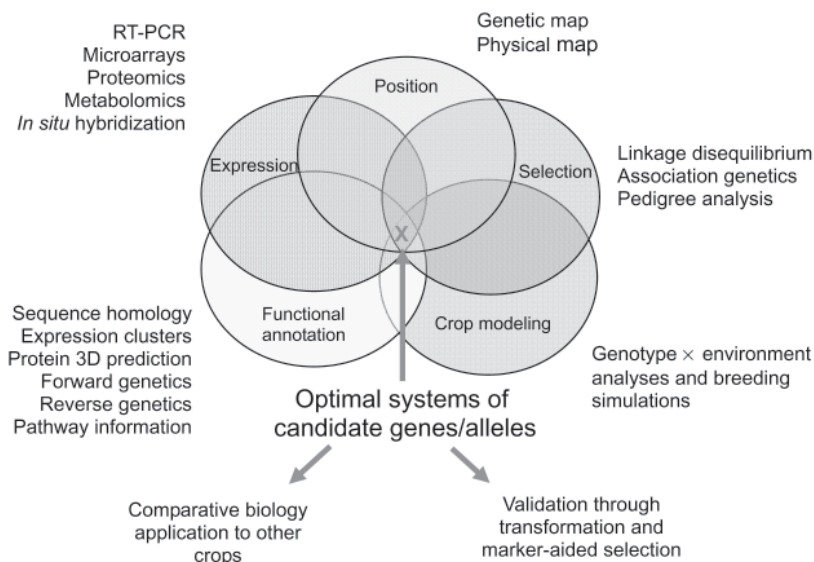 RT-PCR
Microarrays
Proteomics
Metabolomics
In situ hybridization
Genetic map
Physical map
Position
Expression
Selection
Linkage disequilibrium
Association genetics
Pedigree analysis
X
Functional
annotation
Crop modeling
Sequence homology
Expression clusters
Protein 3D prediction
Forward genetics
Reverse genetics
Pathway information
Genotype × environment
analyses and breeding
simulations
Optimal systems of
candidate genes/alleles
Comparative biology
application to other
crops
Validation through
transformation and
marker-aided selection